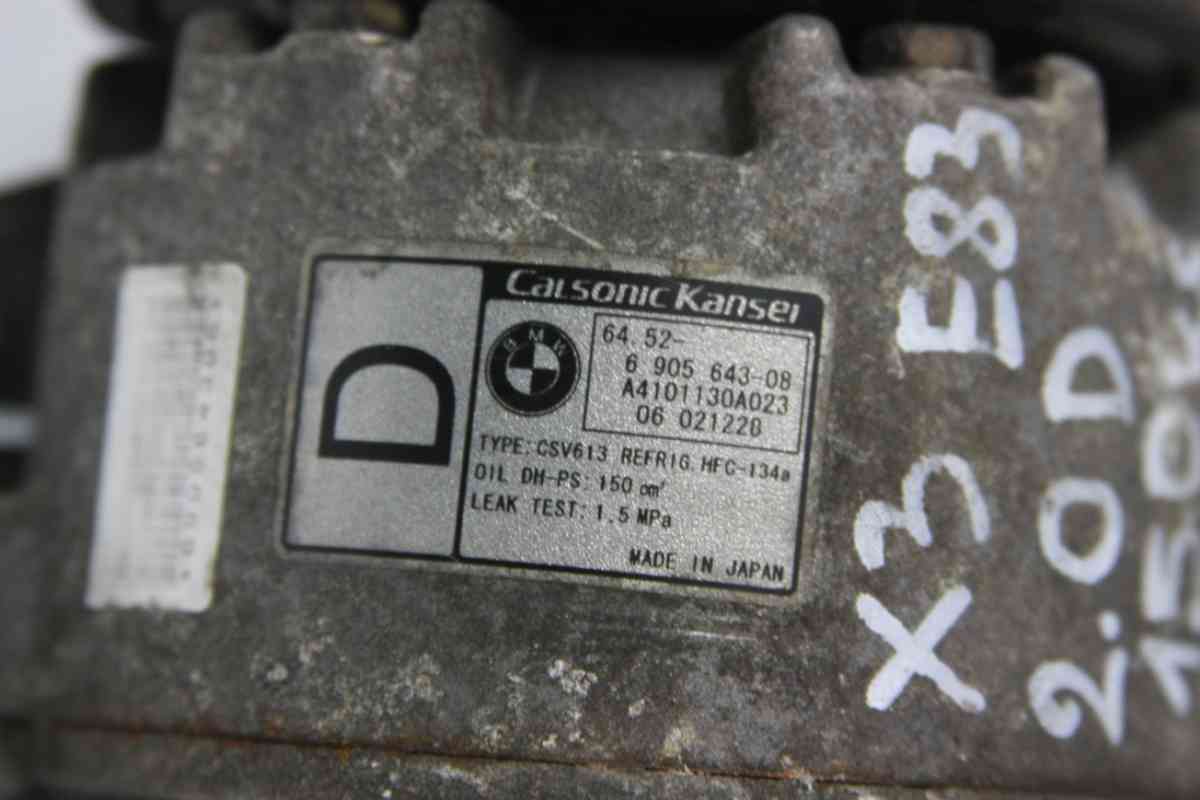 D
Calsonic Kansei
BMW
64.52-
6 905 643-08
A4101130A023
06 021220
TYPE: CSV613 REFRIG. HFC-134a
OIL DH-PS: 150 cm³
LEAK TEST: 1.5 MPa
MADE IN JAPAN
X3 E83
2.0D